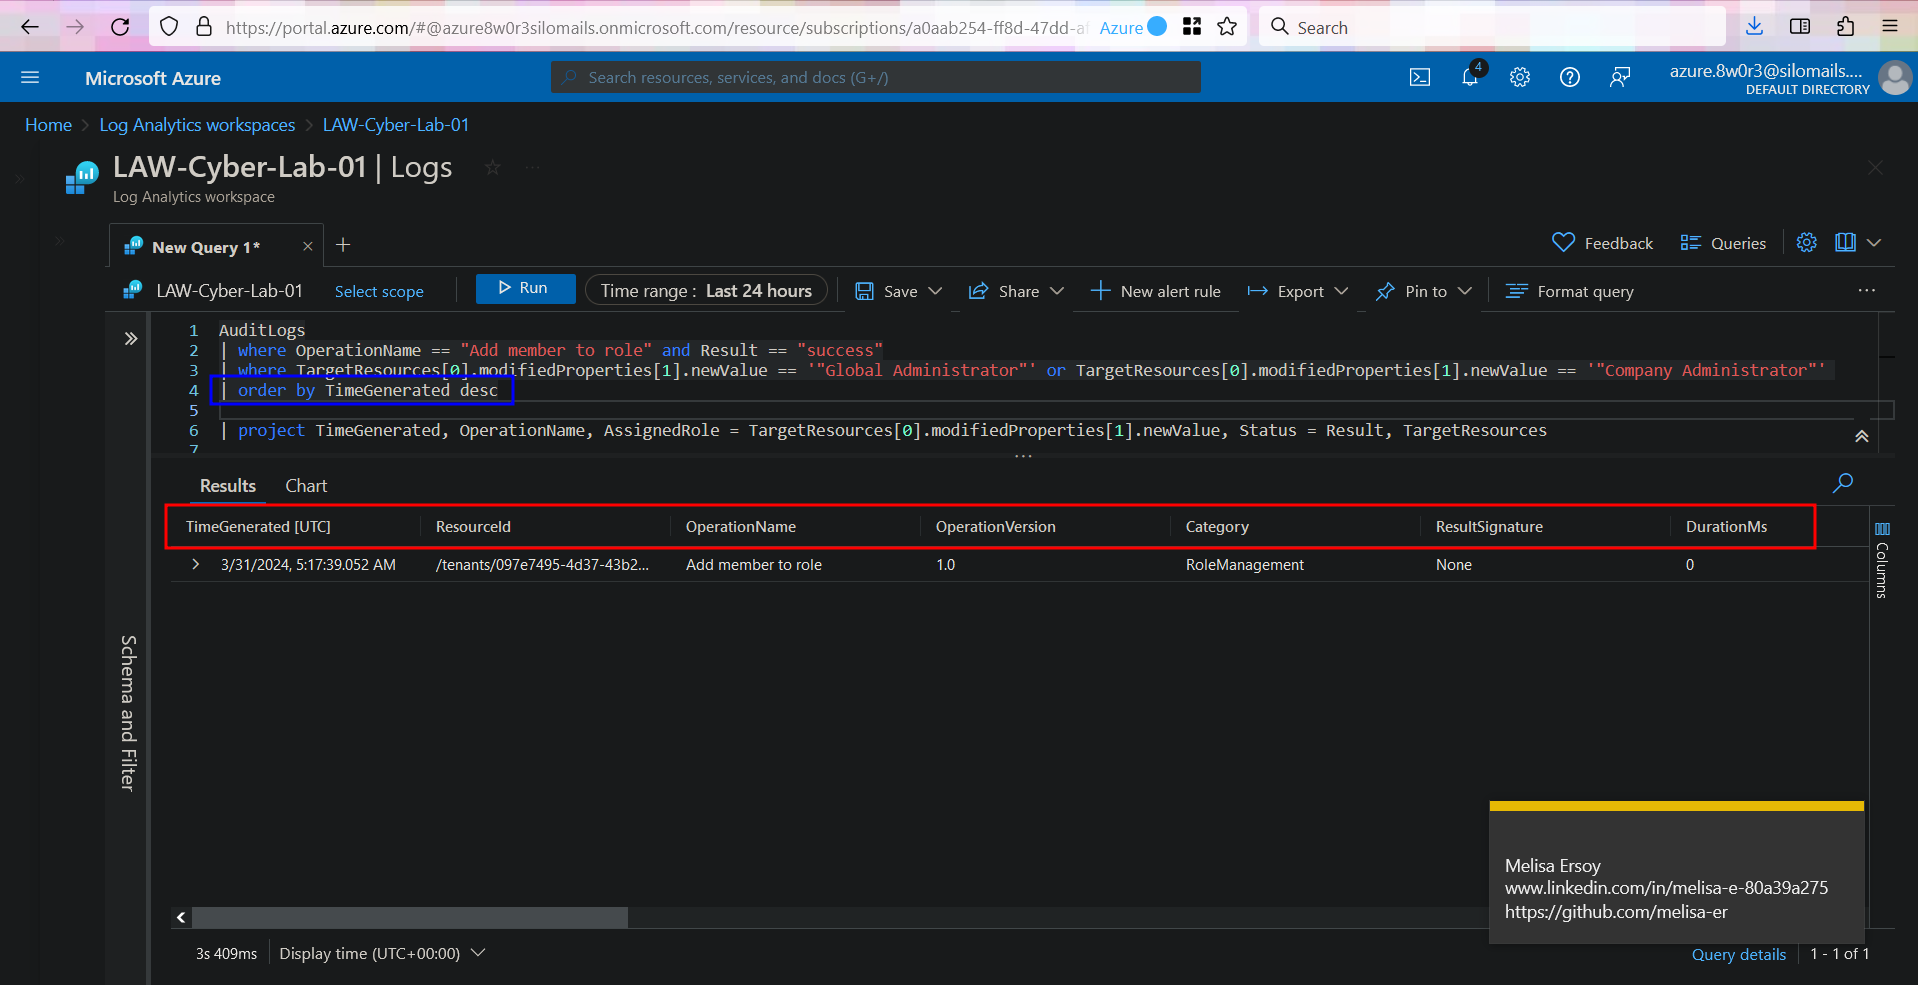 https://portal.azure.com/#@azure8w0r3silomails.onmicrosoft.com/resource/subscriptions/a0aab254-ff8d-47dd-a
Azure
Search
Microsoft Azure
Search resources, services, and docs (G+/)
4
azure.8w0r3@silomails....
DEFAULT DIRECTORY
Home > Log Analytics workspaces > LAW-Cyber-Lab-01
LAW-Cyber-Lab-01 | Logs
Log Analytics workspace
New Query 1*
Feedback
Queries
LAW-Cyber-Lab-01
Select scope
Run
Time range : Last 24 hours
Save
Share
New alert rule
Export
Pin to
Format query
1 AuditLogs
2 | where OperationName == "Add member to role" and Result == "success"
3 | where TargetResources[0].modifiedProperties[1].newValue == '"Global Administrator"' or TargetResources[0].modifiedProperties[1].newValue == '"Company Administrator"'
4 | order by TimeGenerated desc
5
6 | project TimeGenerated, OperationName, AssignedRole = TargetResources[0].modifiedProperties[1].newValue, Status = Result, TargetResources
7
Schema and Filter
Results
Chart
TimeGenerated [UTC] ResourceId OperationName OperationVersion Category ResultSignature DurationMs
3/31/2024, 5:17:39.052 AM /tenants/097e7495-4d37-43b2... Add member to role 1.0 RoleManagement None 0
Columns
Melisa Ersoy
www.linkedin.com/in/melisa-e-80a39a275
https://github.com/melisa-er
3s 409ms
Display time (UTC+00:00)
Query details
1 - 1 of 1